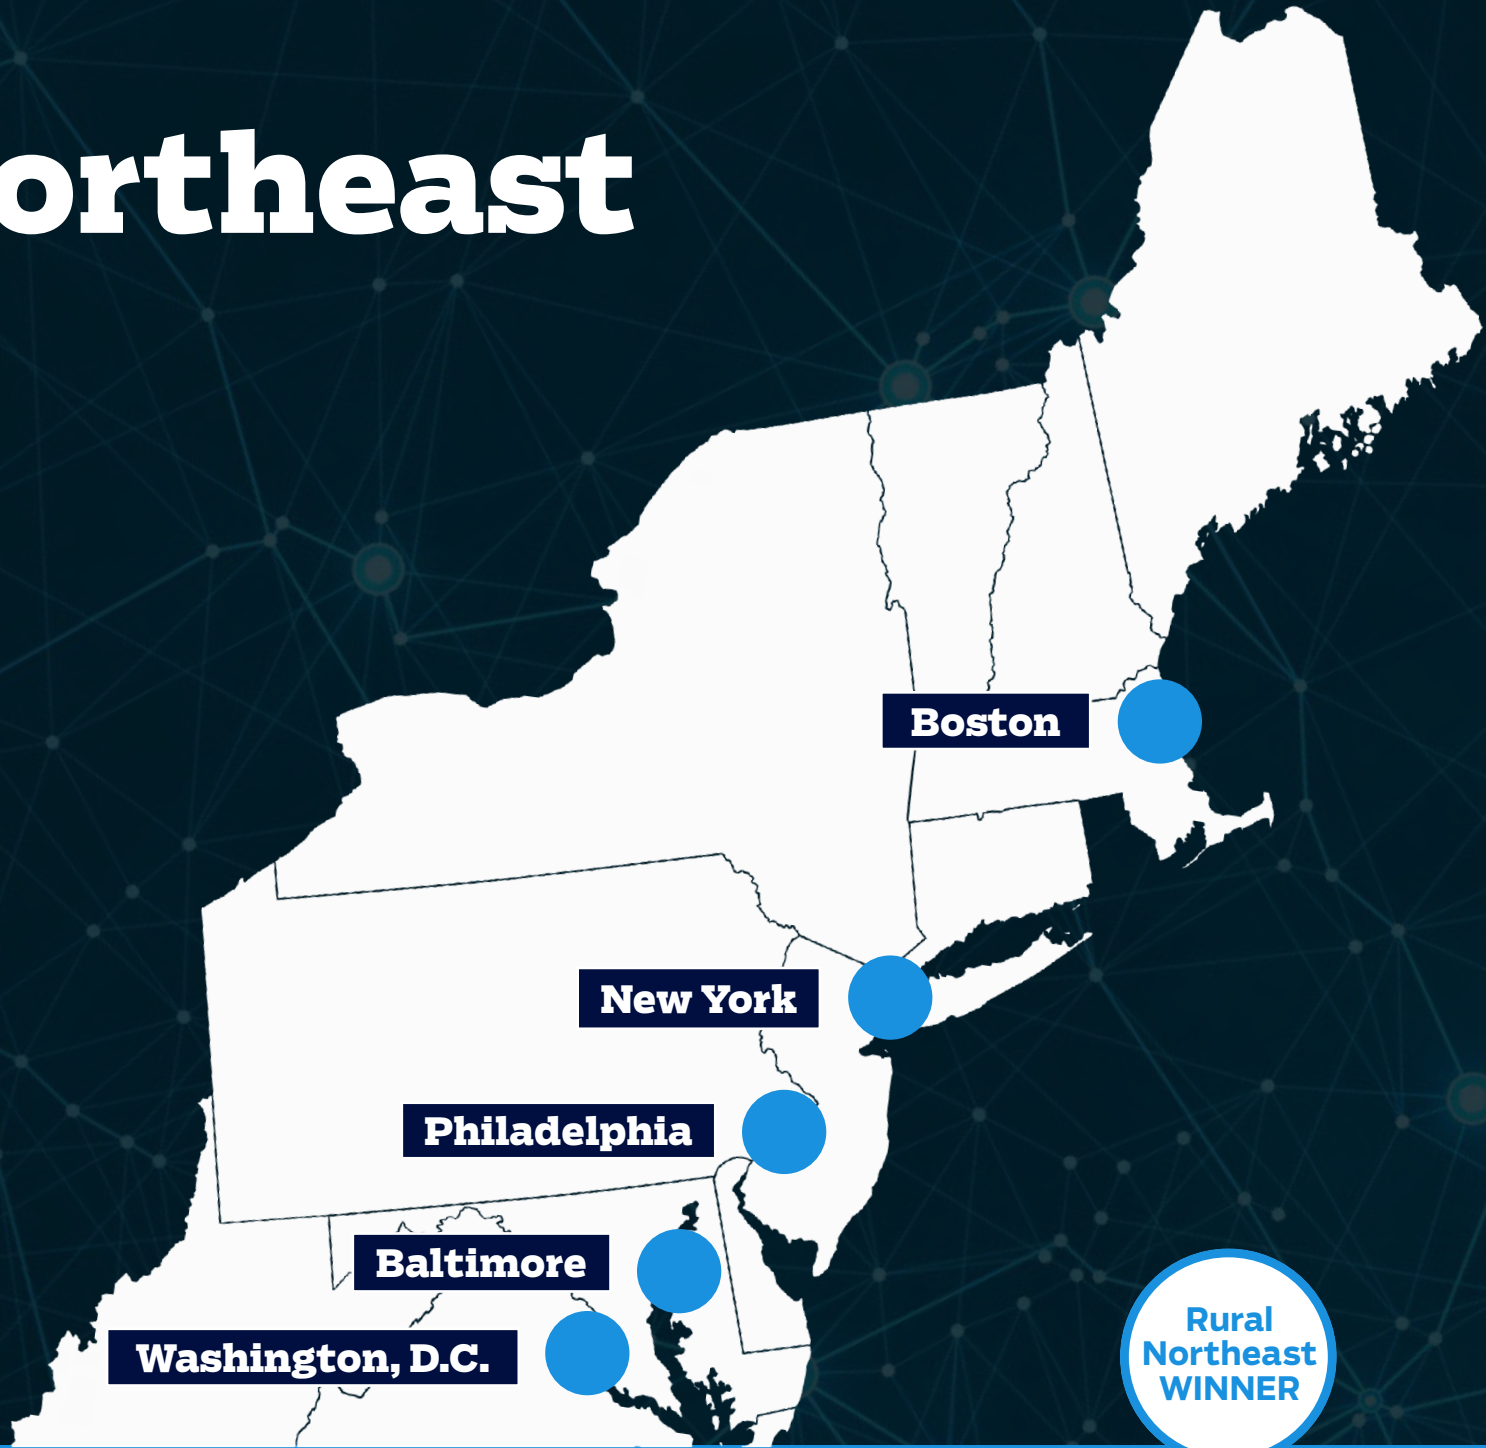 ortheast
Boston
New York
Philadelphia
Baltimore
Washington, D.C.
Rural
Northeast
WINNER